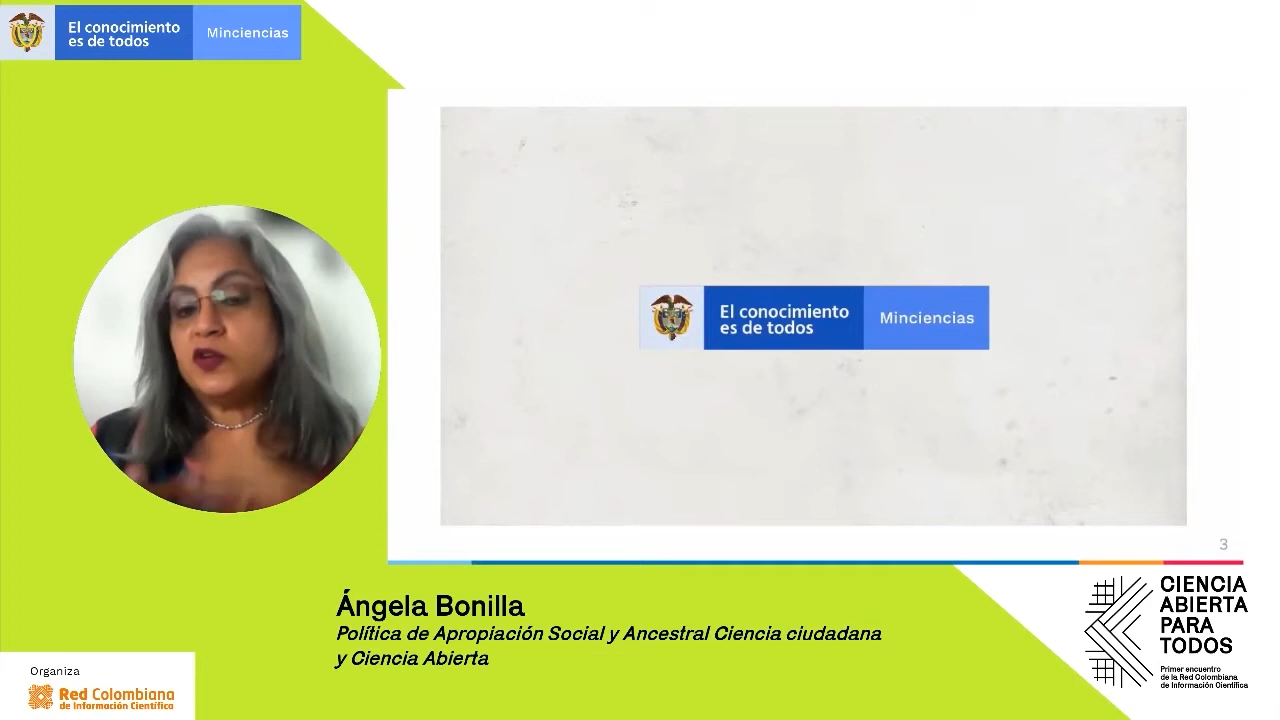 El conocimiento
es de todos
Minciencias
El conocimiento
es de todos
Minciencias
3
Ángela Bonilla
Política de Apropiación Social y Ancestral Ciencia ciudadana
y Ciencia Abierta
CIENCIA
ABIERTA
PARA
TODOS
Primer encuentro
de la Red Colombiana
de Información Científica
Organiza
Red Colombiana
de Información Científica